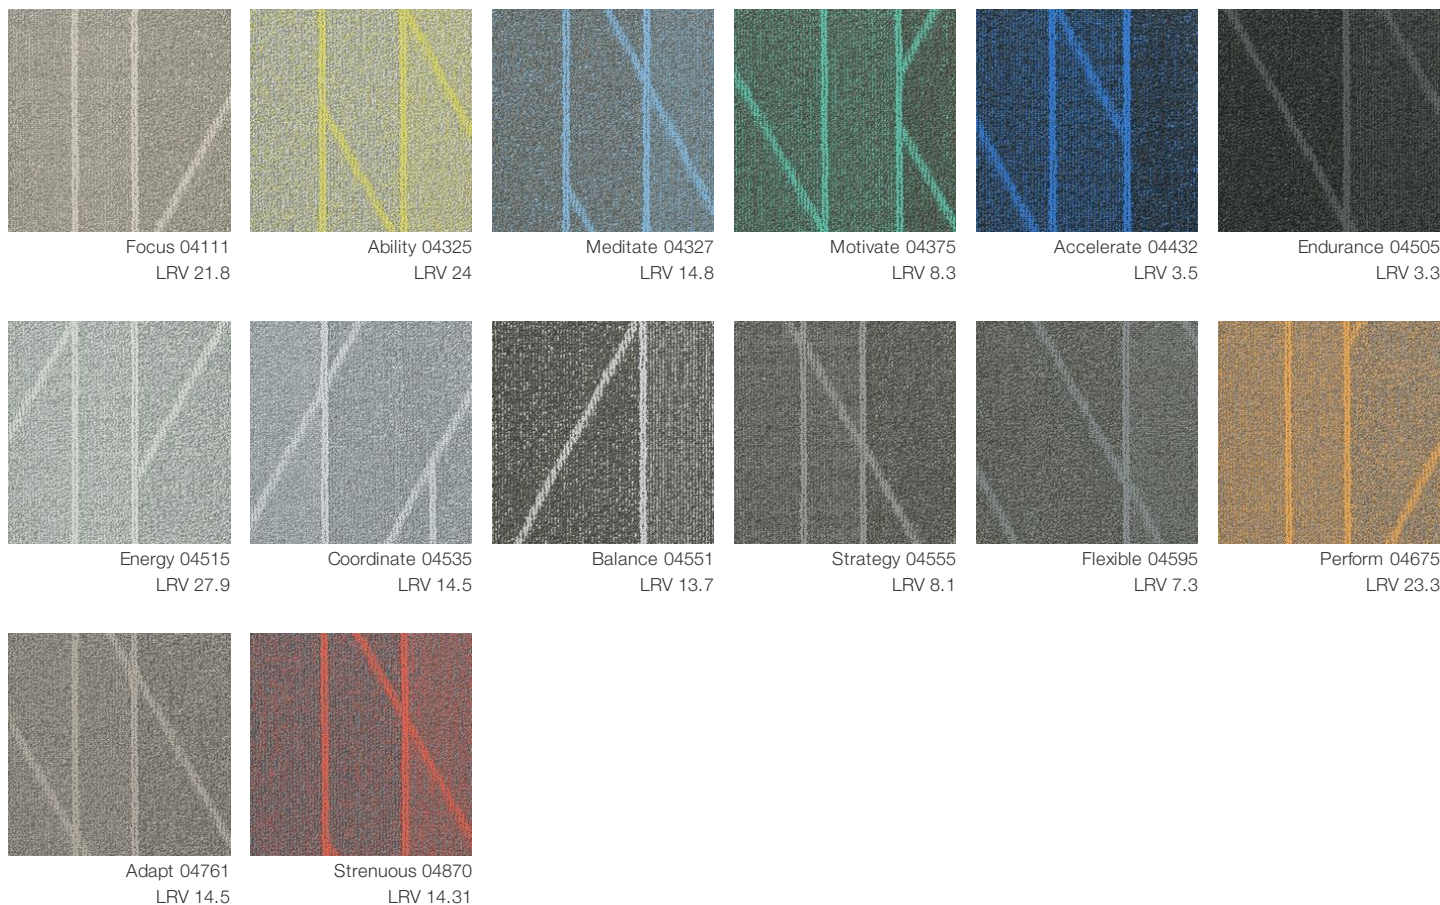 Focus 04111
LRV 21.8
Ability 04325
LRV 24
Meditate 04327
LRV 14.8
Motivate 04375
LRV 8.3
Accelerate 04432
LRV 3.5
Endurance 04505
LRV 3.3
Energy 04515
LRV 27.9
Coordinate 04535
LRV 14.5
Balance 04551
LRV 13.7
Strategy 04555
LRV 8.1
Flexible 04595
LRV 7.3
Perform 04675
LRV 23.3
Adapt 04761
LRV 14.5
Strenuous 04870
LRV 14.31